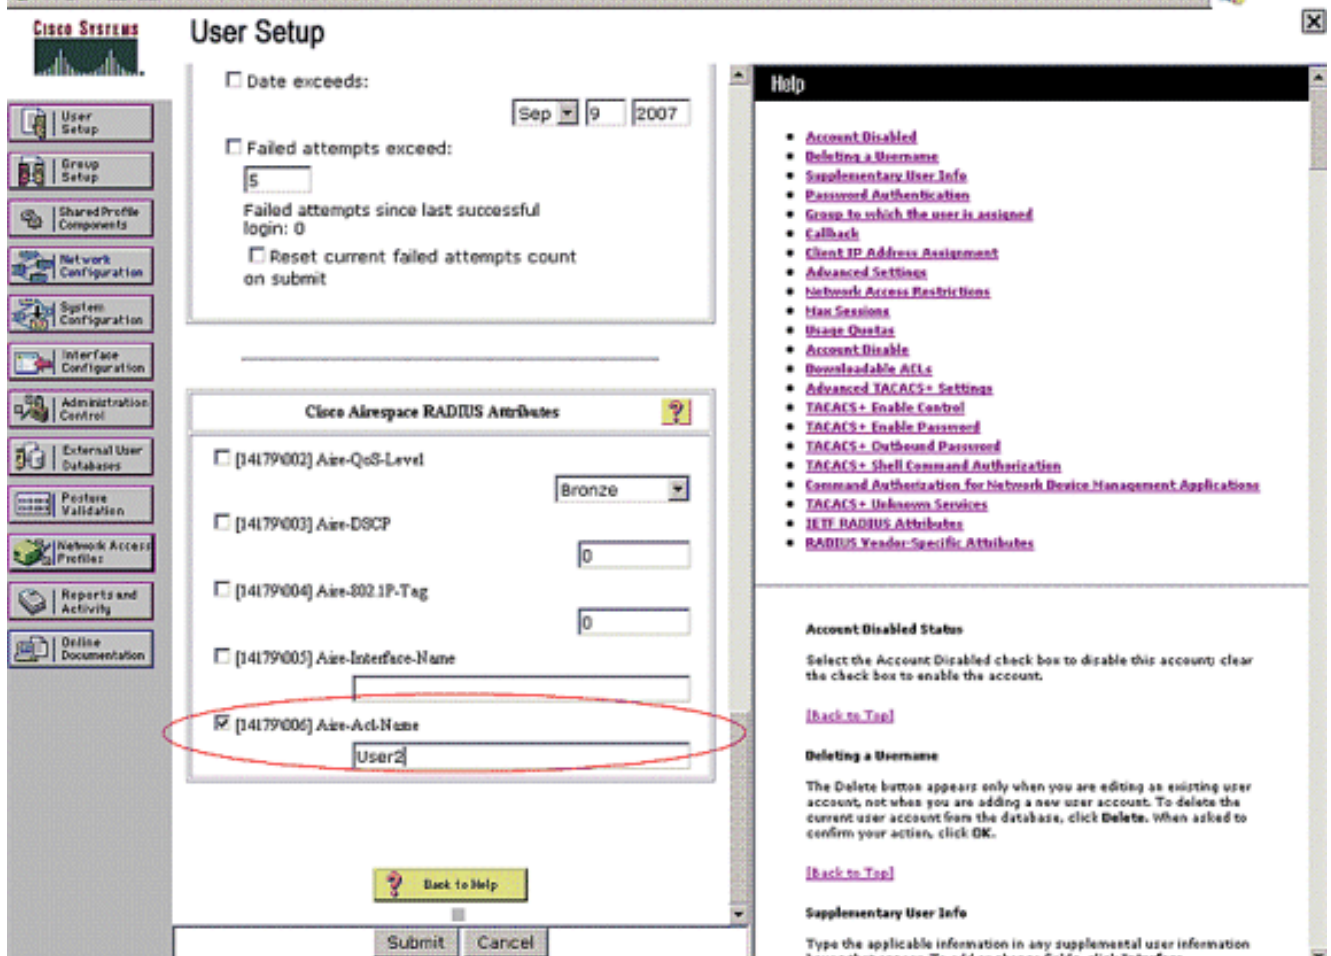 Cisco Systems
User Setup
User
Setup
Group
Setup
Shared Profile
Components
Network
Configuration
System
Configuration
Interface
Configuration
Administration
Control
External User
Databases
Posture
Validation
Network Access
Profiles
Reports and
Activity
Online
Documentation
Date exceeds:
Sep 9 2007
Failed attempts exceed:
5
Failed attempts since last successful
login: 0
Reset current failed attempts count
on submit
Cisco Airespace RADIUS Attributes
?
[14179\002] Aire-QoS-Level
Bronze
[14179\003] Aire-DSCP
0
[14179\004] Aire-802.1P-Tag
0
[14179\005] Aire-Interface-Name
[14179\006] Aire-Acl-Name
User2
? Back to Help
Submit Cancel
Help
Account Disabled
Deleting a Username
Supplementary User Info
Password Authentication
Group to which the user is assigned
Callback
Client IP Address Assignment
Advanced Settings
Network Access Restrictions
Max Sessions
Usage Quotas
Account Disable
Downloadable ACLs
Advanced TACACS+ Settings
TACACS+ Enable Control
TACACS+ Enable Password
TACACS+ Outbound Password
TACACS+ Shell Command Authorization
Command Authorization for Network Device Management Applications
TACACS+ Unknown Services
IETF RADIUS Attributes
RADIUS Vendor-Specific Attributes
Account Disabled Status
Select the Account Disabled check box to disable this account; clear
the check box to enable the account.
[Back to Top]
Deleting a Username
The Delete button appears only when you are editing an existing user
account, not when you are adding a new user account. To delete the
current user account from the database, click Delete. When asked to
confirm your action, click OK.
[Back to Top]
Supplementary User Info
Type the applicable information in any supplemental user information